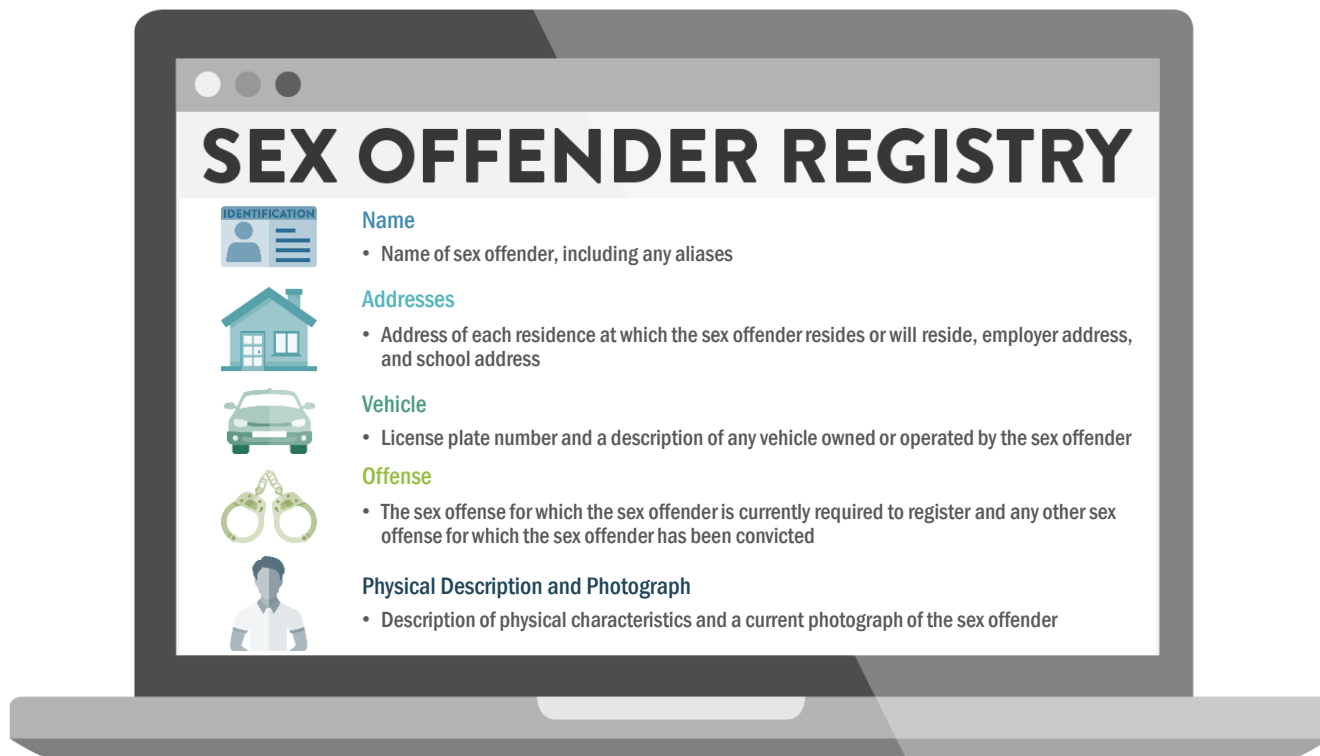 SEX OFFENDER REGISTRY
IDENTIFICATION
Name
• Name of sex offender, including any aliases
Addresses
• Address of each residence at which the sex offender resides or will reside, employer address,
and school address
Vehicle
• License plate number and a description of any vehicle owned or operated by the sex offender
Offense
• The sex offense for which the sex offender is currently required to register and any other sex
offense for which the sex offender has been convicted
Physical Description and Photograph
• Description of physical characteristics and a current photograph of the sex offender